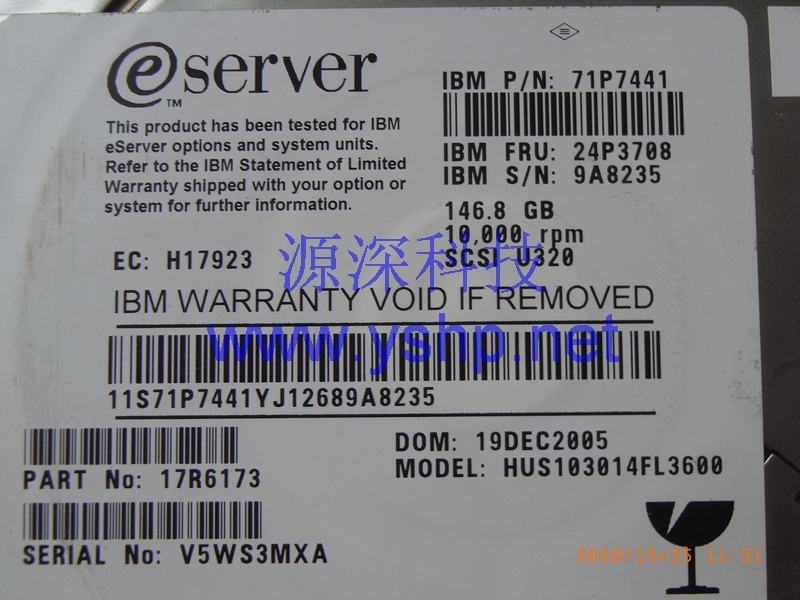 eserver™
This product has been tested for IBM
eServer options and system units.
Refer to the IBM Statement of Limited
Warranty shipped with your option or
system for further information.
IBM P/N: 71P7441
IBM FRU: 24P3708
IBM S/N: 9A8235
146.8 GB
10,000 rpm
SCSI U320
EC: H17923
源深科技
IBM WARRANTY VOID IF REMOVED
www.yshp.net
11S71P7441YJ12689A8235
DOM: 19DEC2005
MODEL: HUS103014FL3600
PART No: 17R6173
SERIAL No: V5WS3MXA
2009/10/25 11:51